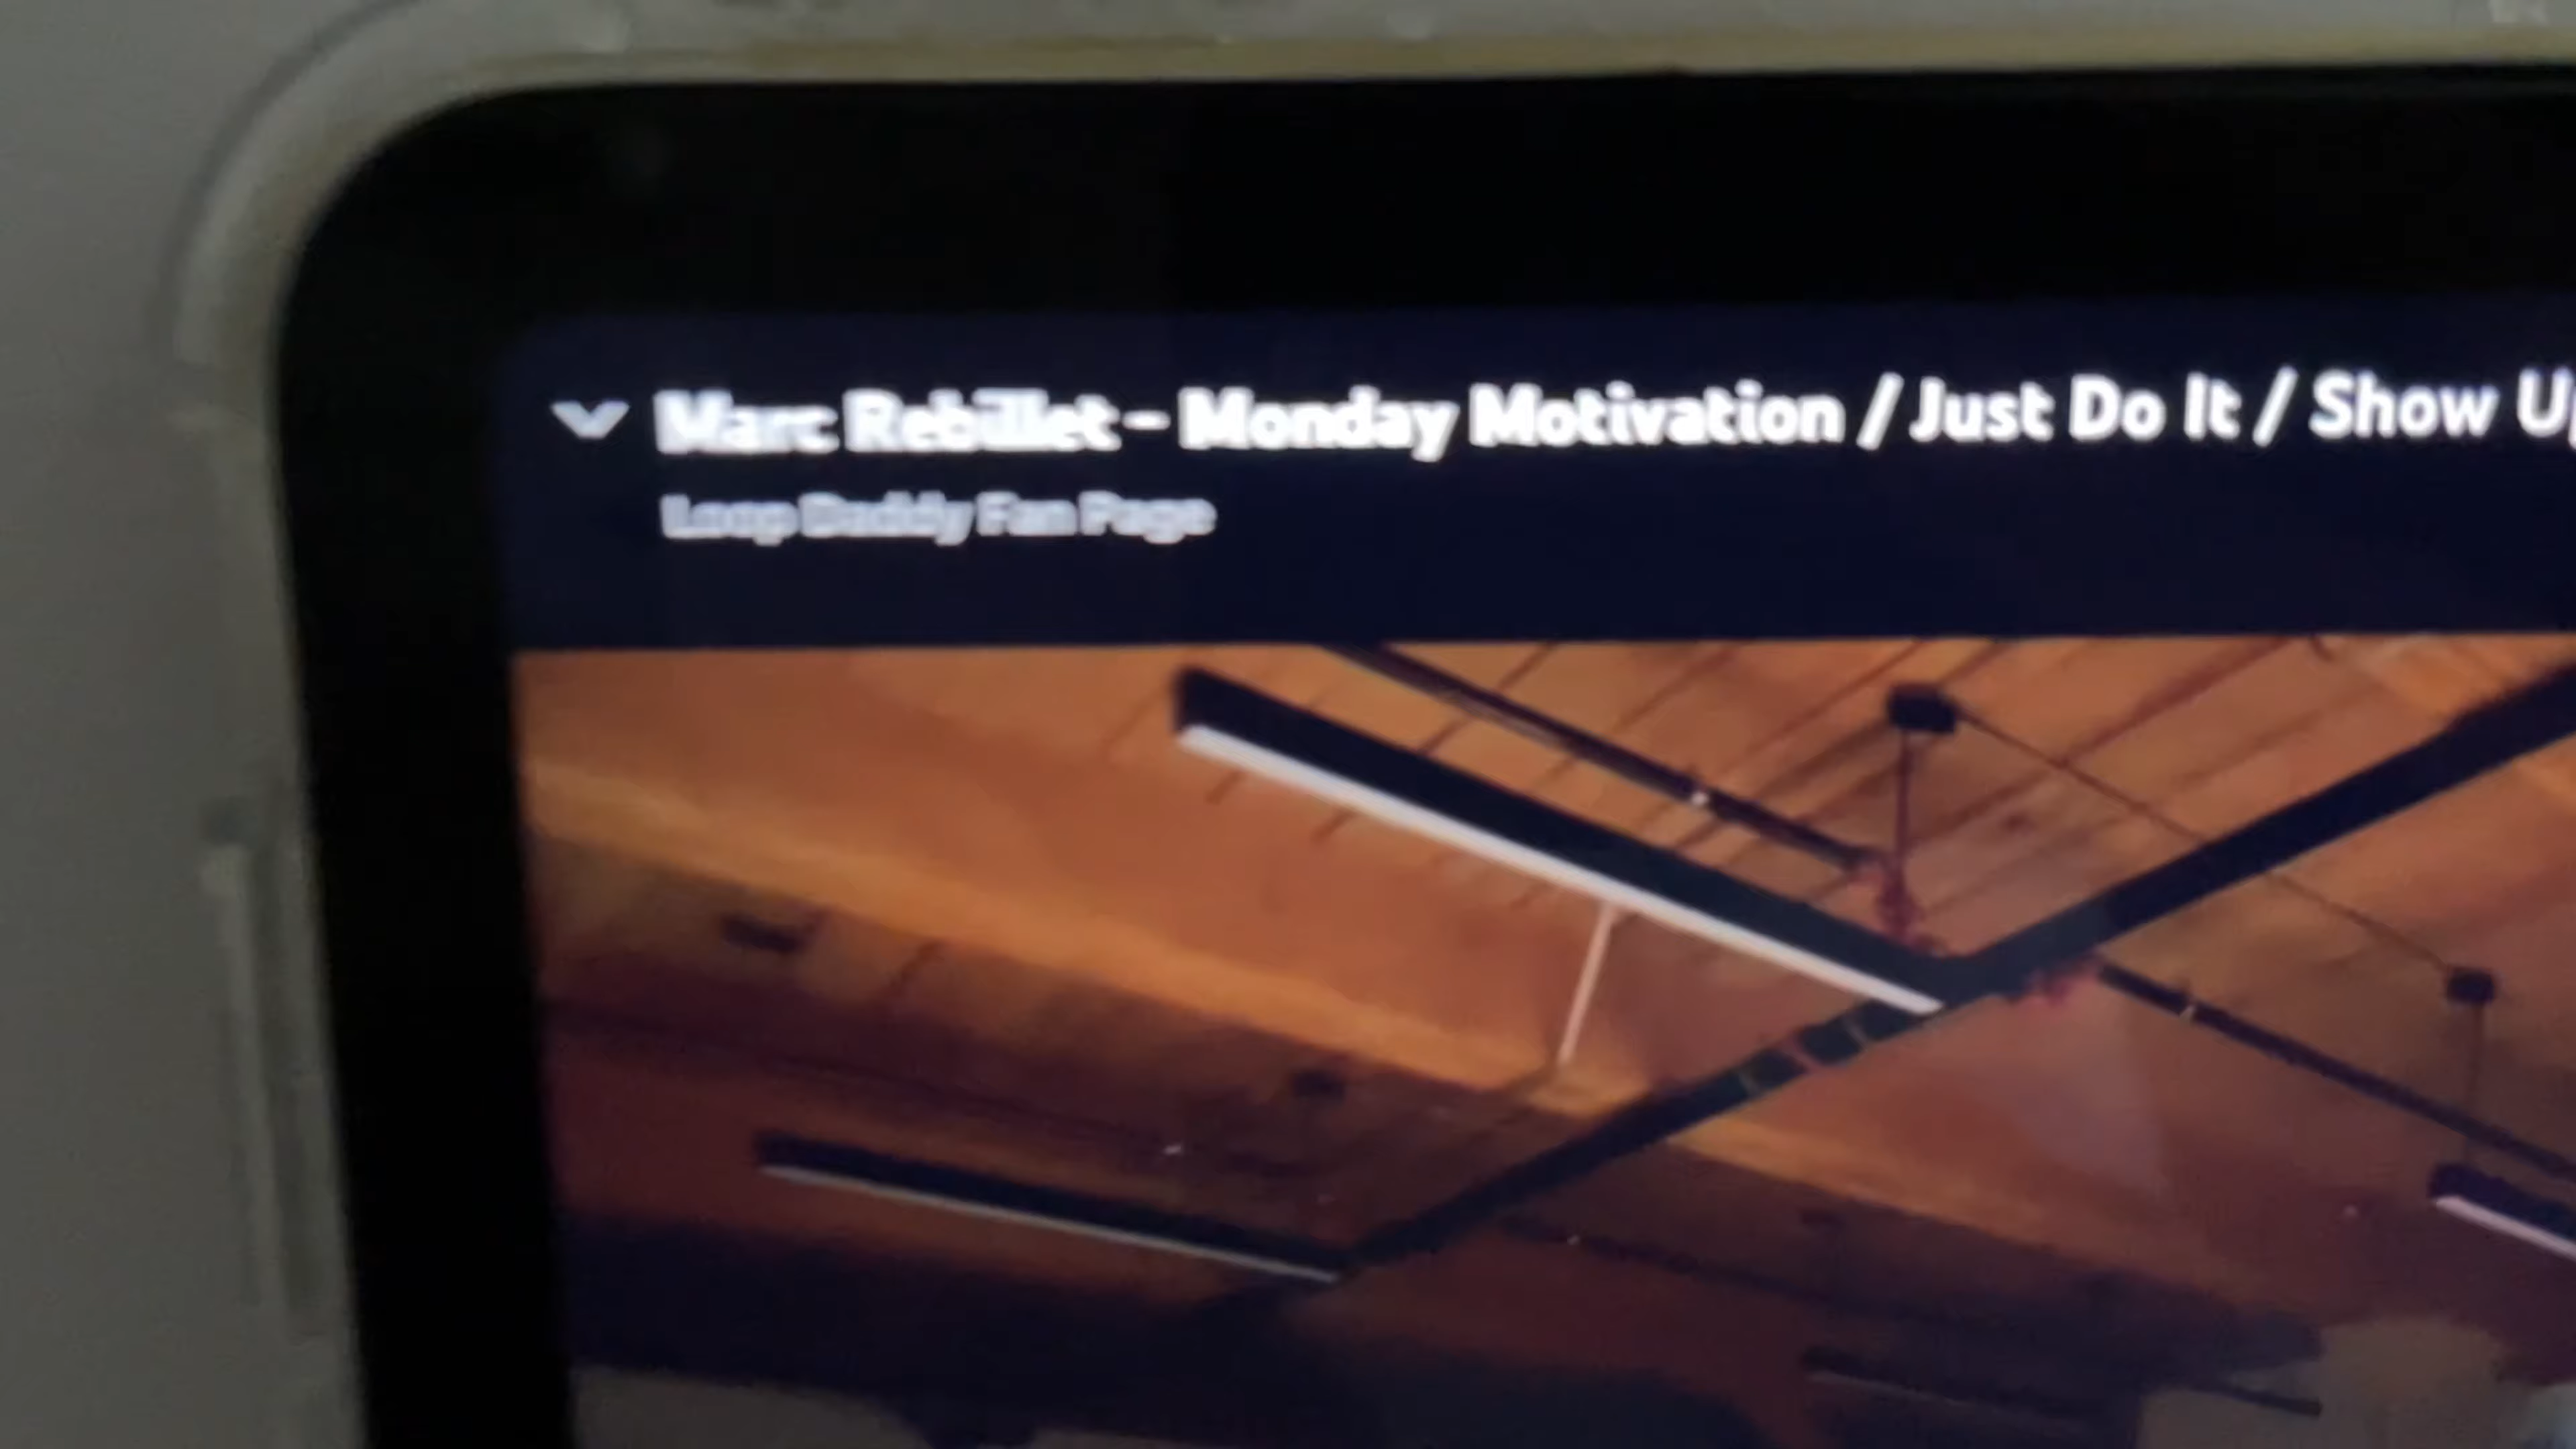 Marc Rebillet - Monday Motivation / Just Do It / Show Up
Loop Daddy Fan Page